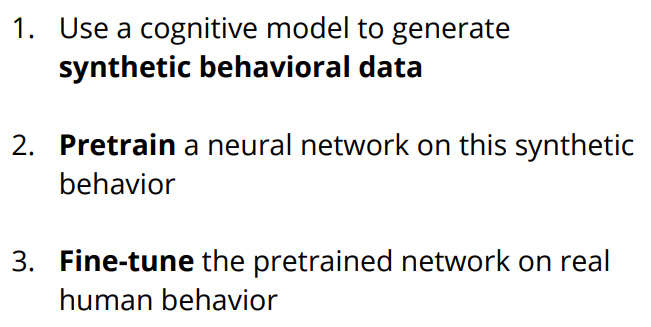 1. Use a cognitive model to generate
synthetic behavioral data
2. Pretrain a neural network on this synthetic
behavior
3. Fine-tune the pretrained network on real
human behavior